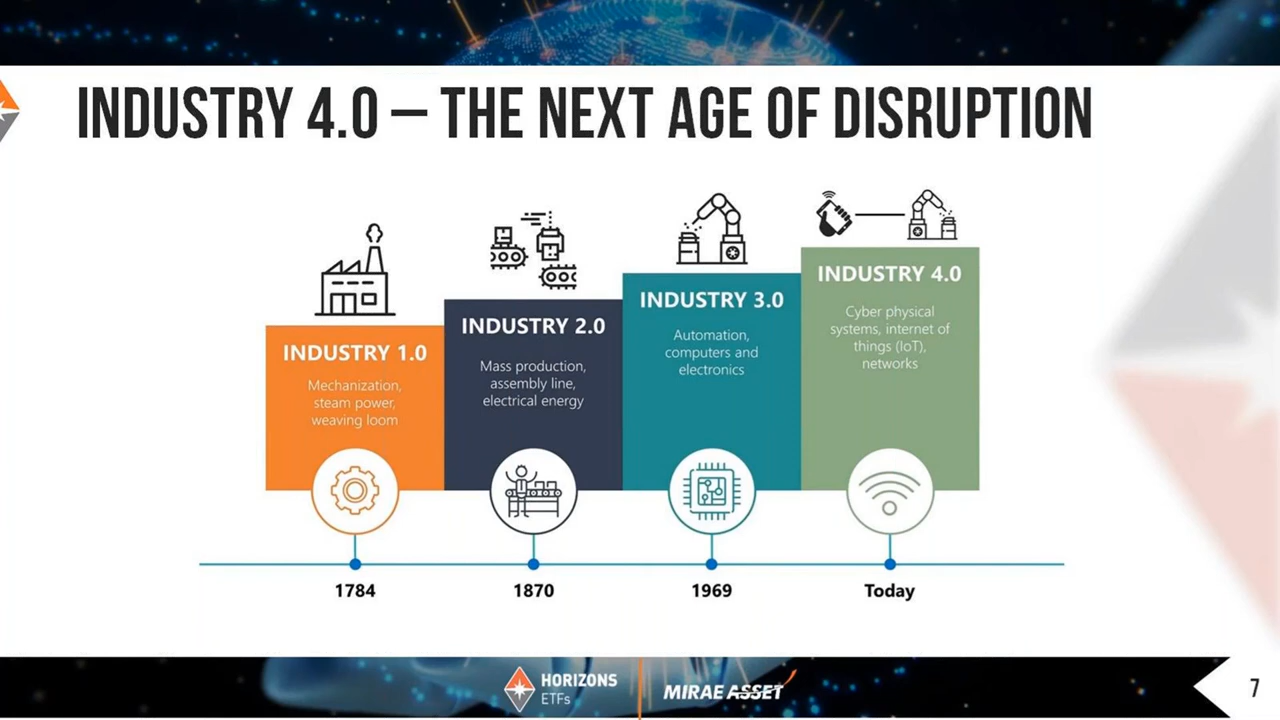 INDUSTRY 4.0 – THE NEXT AGE OF DISRUPTION
INDUSTRY 1.0
Mechanization,
steam power,
weaving loom
INDUSTRY 2.0
Mass production,
assembly line,
electrical energy
INDUSTRY 3.0
Automation,
computers and
electronics
INDUSTRY 4.0
Cyber physical
systems, internet of
things (IoT),
networks
1784
1870
1969
Today
HORIZONS
ETFs
MIRAE ASSET
7